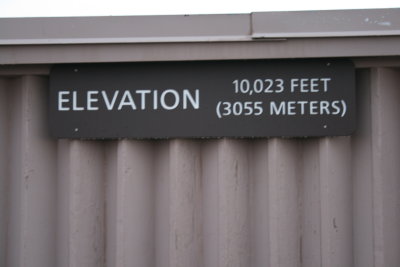 ELEVATION
10,023 FEET
(3055 METERS)